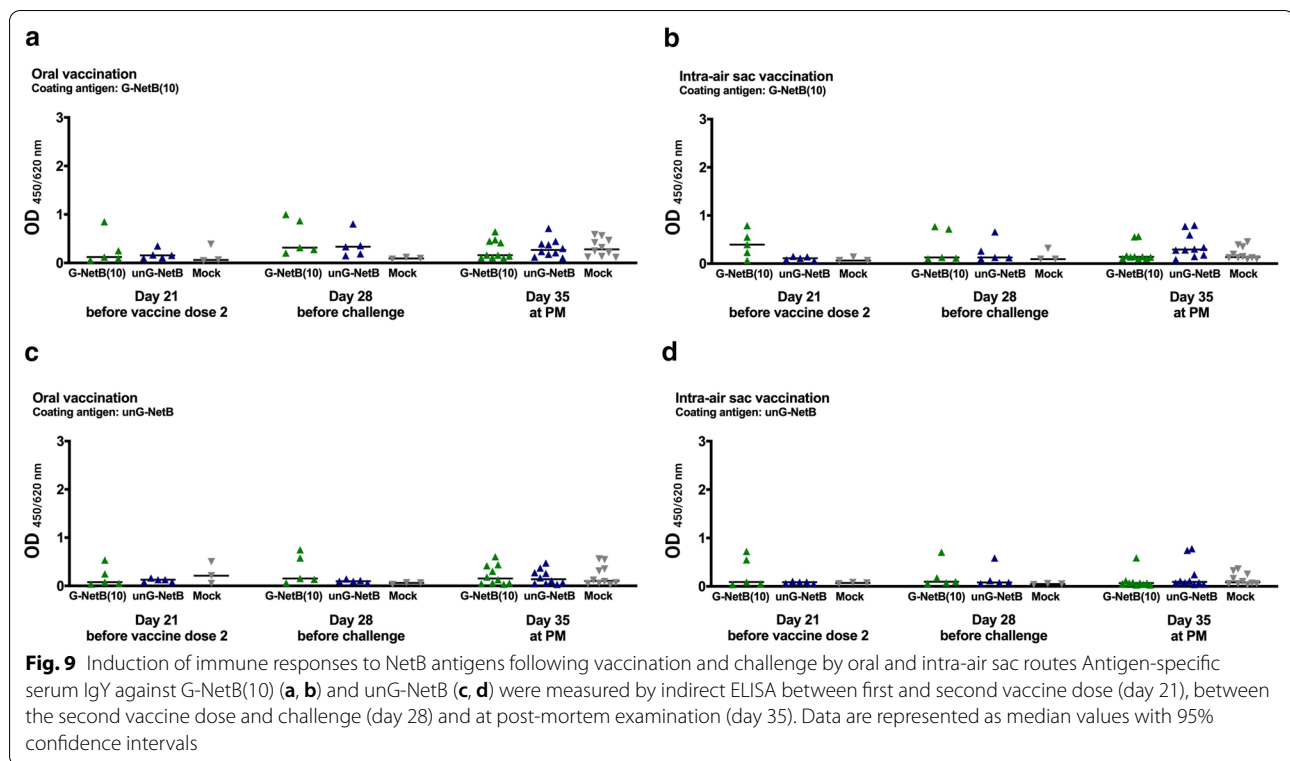 a
Oral vaccination
Coating antigen: G-NetB(10)
OD 450/620 nm
3
2
1
0
G-NetB(10) unG-NetB Mock G-NetB(10) unG-NetB Mock G-NetB(10) unG-NetB Mock
Day 21 Day 28 Day 35
before vaccine dose 2 before challenge at PM
b
Intra-air sac vaccination
Coating antigen: G-NetB(10)
OD 450/620 nm
3
2
1
0
G-NetB(10) unG-NetB Mock G-NetB(10) unG-NetB Mock G-NetB(10) unG-NetB Mock
Day 21 Day 28 Day 35
before vaccine dose 2 before challenge at PM
c
Oral vaccination
Coating antigen: unG-NetB
OD 450/620 nm
3
2
1
0
G-NetB(10) unG-NetB Mock G-NetB(10) unG-NetB Mock G-NetB(10) unG-NetB Mock
Day 21 Day 28 Day 35
before vaccine dose 2 before challenge at PM
d
Intra-air sac vaccination
Coating antigen: unG-NetB
OD 450/620 nm
3
2
1
0
G-NetB(10) unG-NetB Mock G-NetB(10) unG-NetB Mock G-NetB(10) unG-NetB Mock
Day 21 Day 28 Day 35
before vaccine dose 2 before challenge at PM
Fig. 9 Induction of immune responses to NetB antigens following vaccination and challenge by oral and intra-air sac routes Antigen-specific
serum IgY against G-NetB(10) (a, b) and unG-NetB (c, d) were measured by indirect ELISA between first and second vaccine dose (day 21), between
the second vaccine dose and challenge (day 28) and at post-mortem examination (day 35). Data are represented as median values with 95%
confidence intervals